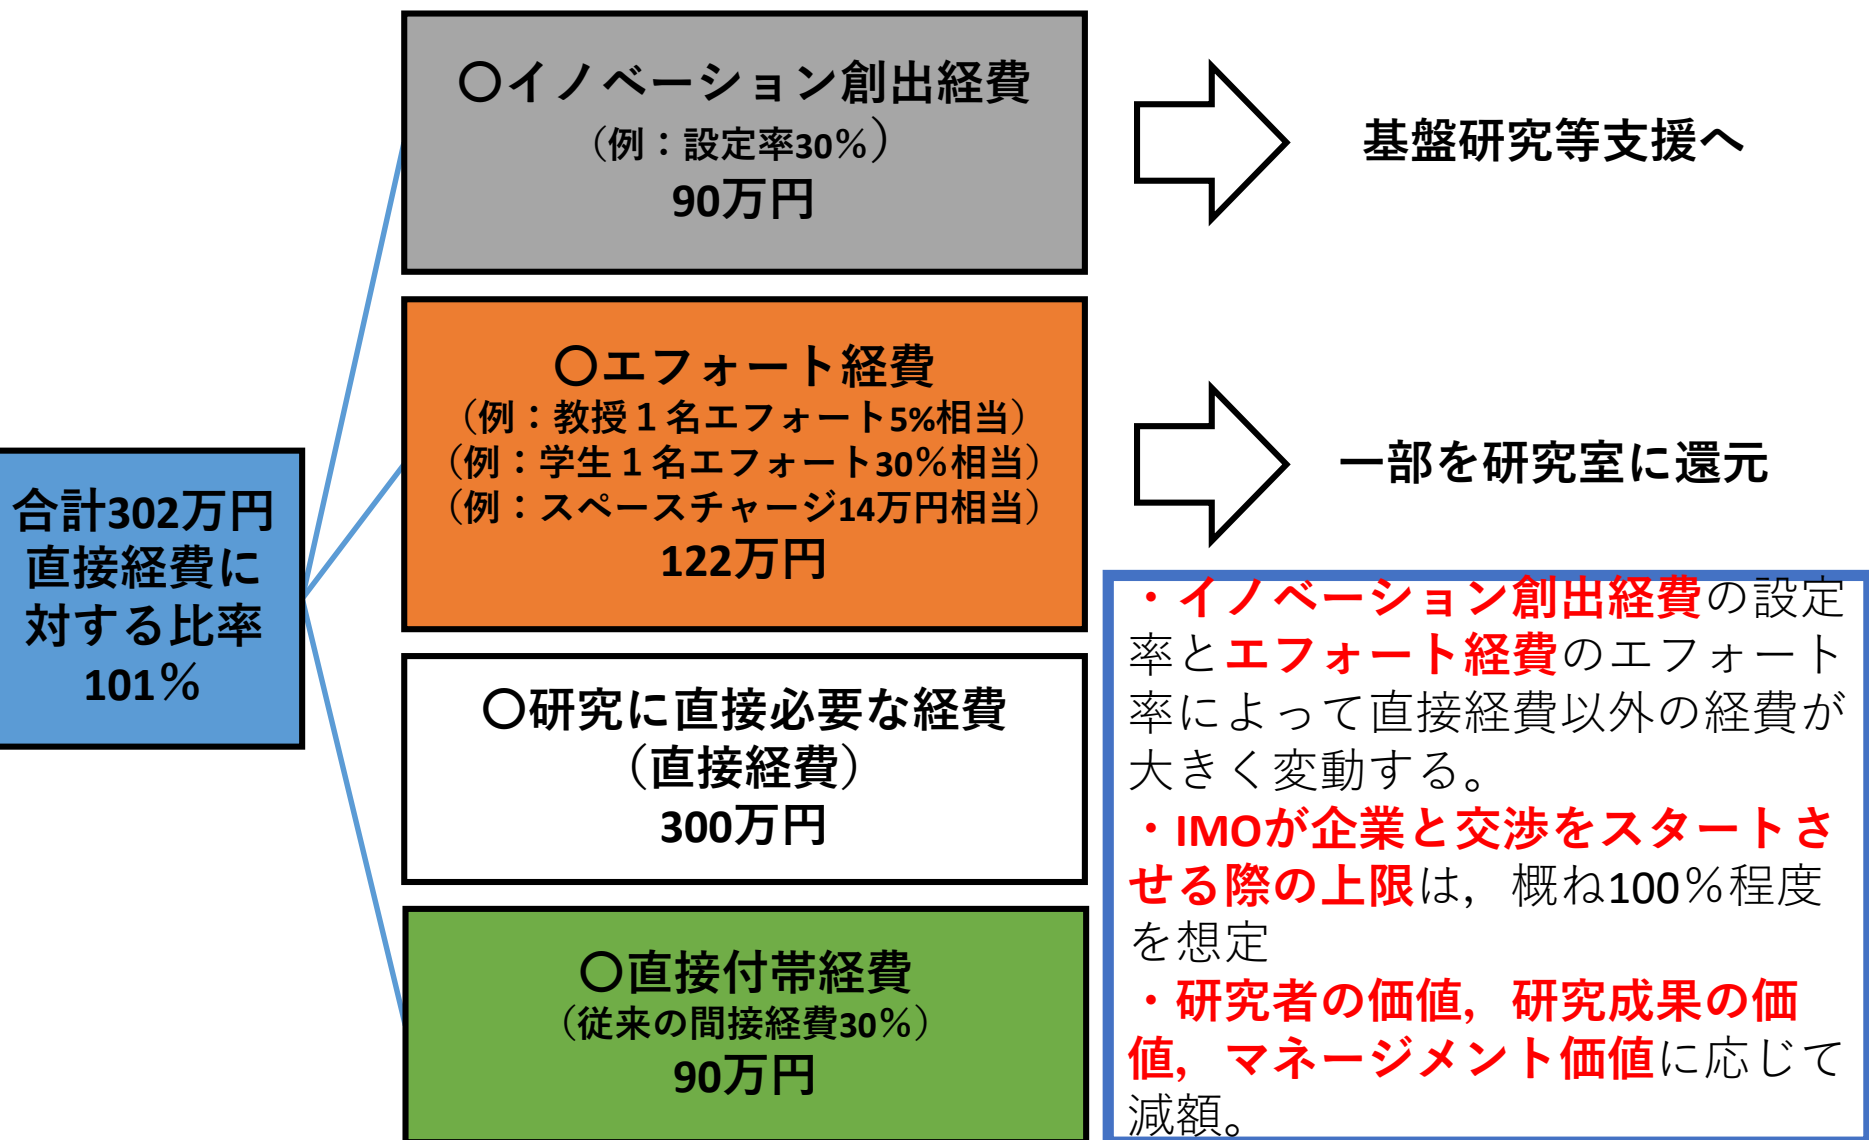 〇イノベーション創出経費
（例：設定率30％）
90万円
基盤研究等支援へ
〇エフォート経費
（例：教授１名エフォート5%相当）
（例：学生１名エフォート30％相当）
（例：スペースチャージ14万円相当）
122万円
一部を研究室に還元
合計302万円
直接経費に
対する比率
101％
〇研究に直接必要な経費
（直接経費）
300万円
〇直接付帯経費
（従来の間接経費30％）
90万円
・イノベーション創出経費の設定
率とエフォート経費のエフォート
率によって直接経費以外の経費が
大きく変動する。
・IMOが企業と交渉をスタートさ
せる際の上限は，概ね100％程度
を想定
・研究者の価値，研究成果の価
値，マネージメント価値に応じて
減額。